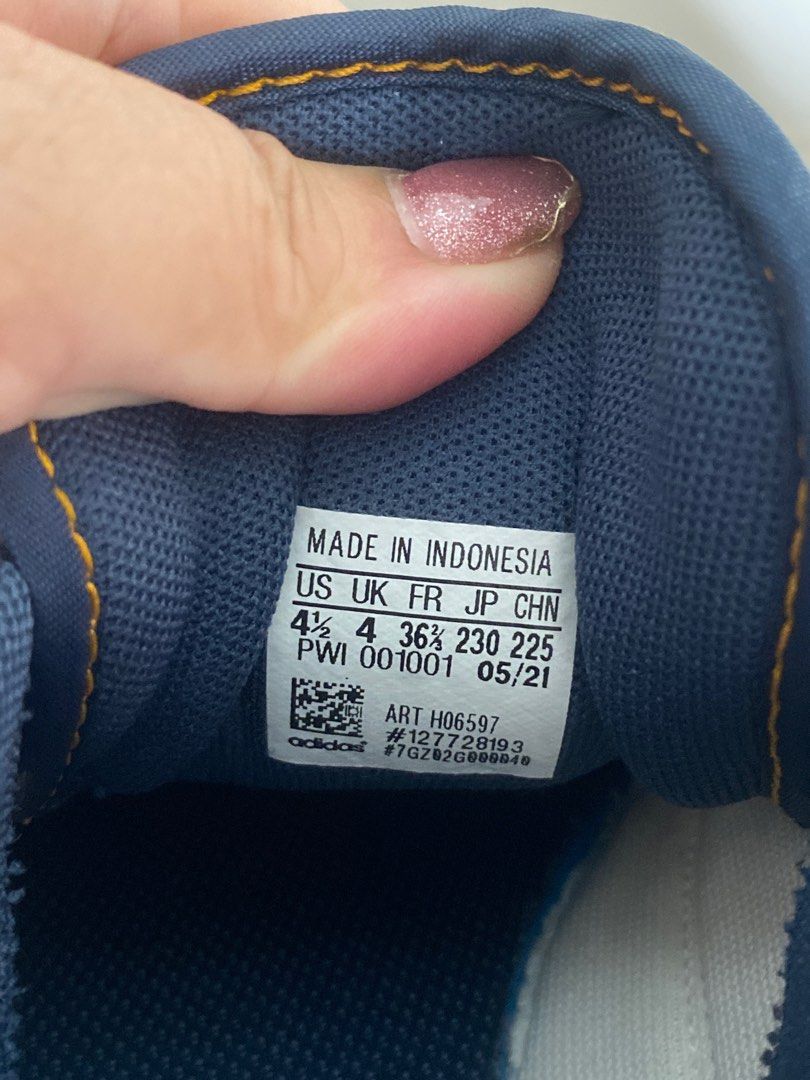 MADE IN INDONESIA
US UK FR JP CHN
4½ 4 36⅔ 230 225
PWI 001001 05/21
ART H06597
#127728193
adidas #7GZ02G000040